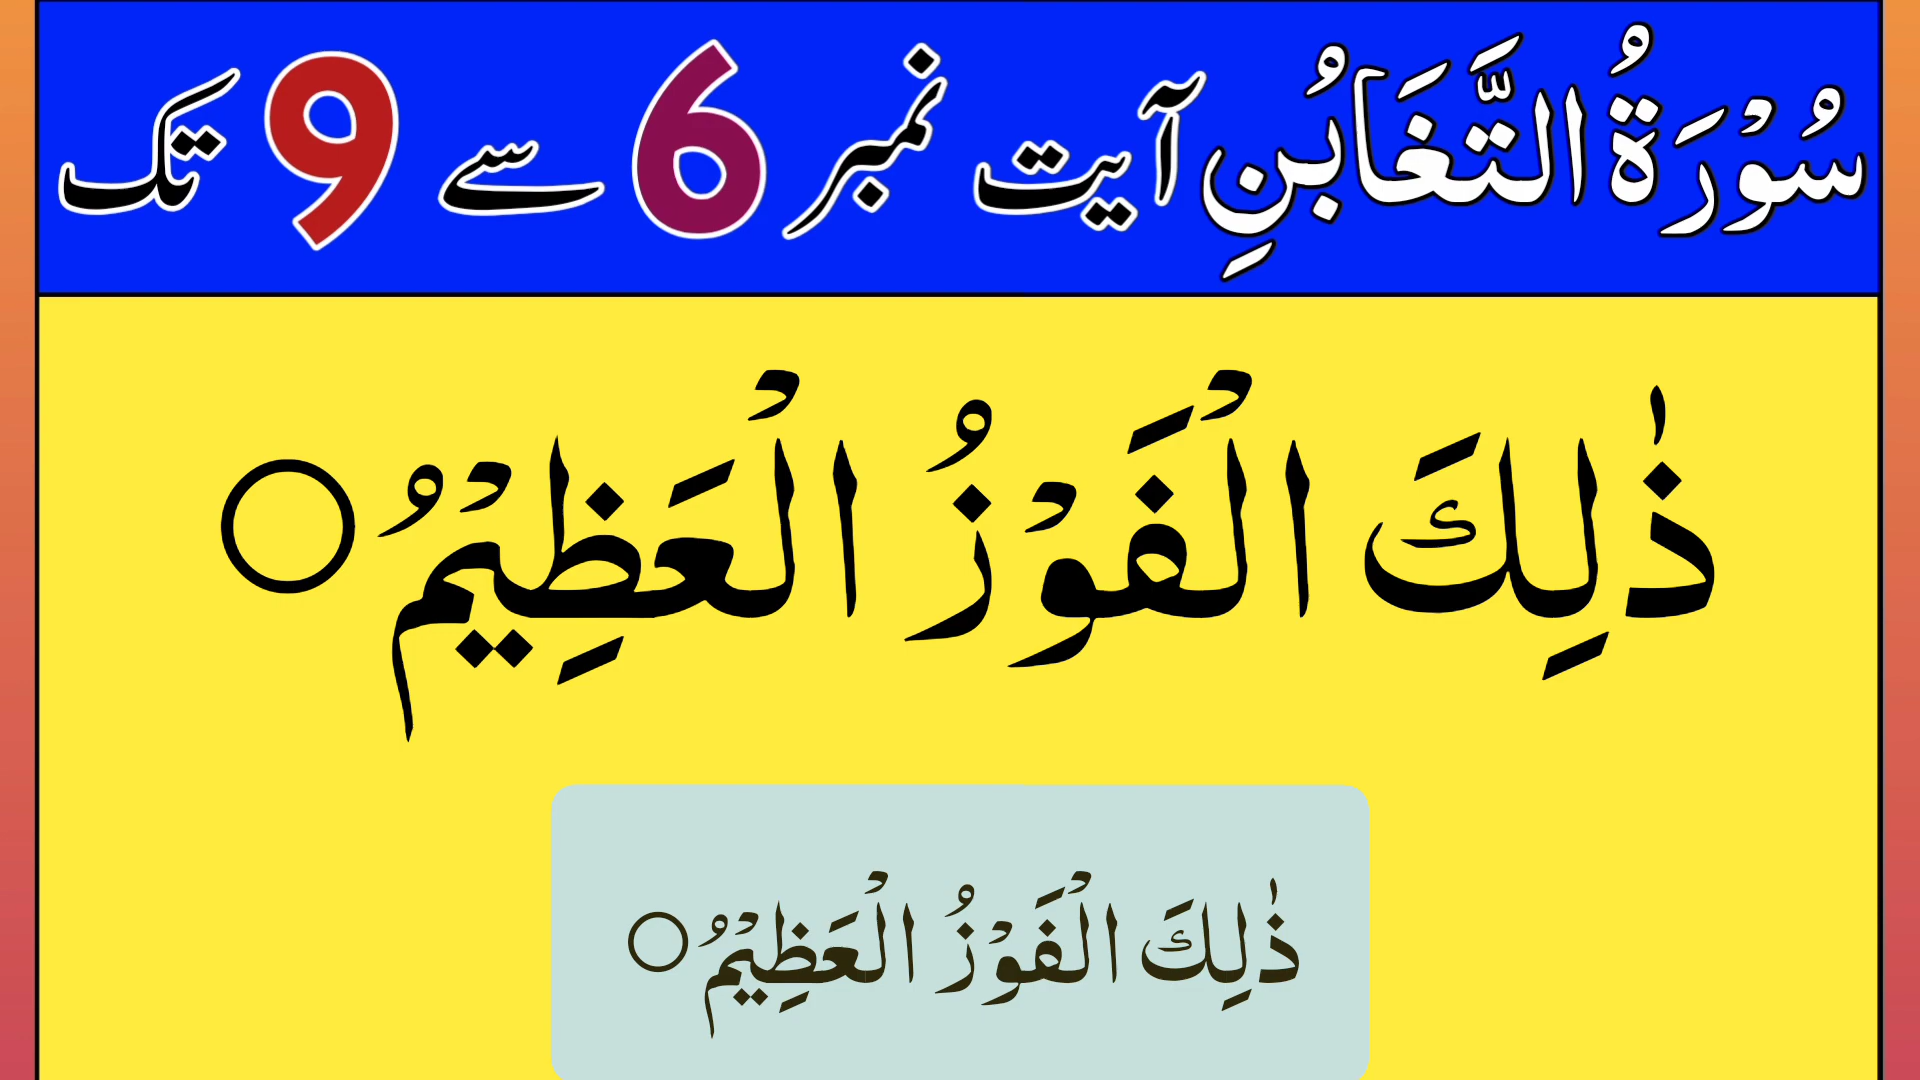 سُوْرَةُ التَّغَابُنِ آیت نمبر 6 سے 9 تک
ذٰلِكَ الْفَوْزُ الْعَظِيْمُ○
ذٰلِكَ الْفَوْزُ الْعَظِيْمُ○